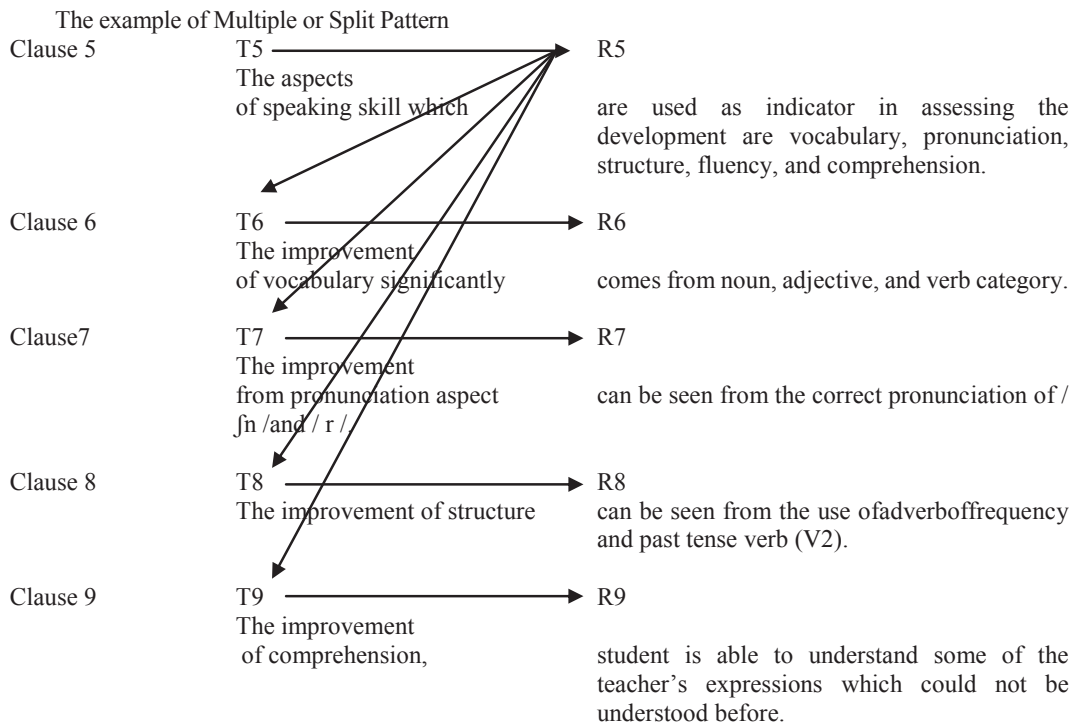 The example of Multiple or Split Pattern
Clause 5 T5 R5
The aspects
of speaking skill which are used as indicator in assessing the
development are vocabulary, pronunciation,
structure, fluency, and comprehension.
Clause 6 T6 R6
The improvement
of vocabulary significantly comes from noun, adjective, and verb category.
Clause7 T7 R7
The improvement
from pronunciation aspect can be seen from the correct pronunciation of /
ʃn /and / r /.
Clause 8 T8 R8
The improvement of structure can be seen from the use ofadverboffrequency
and past tense verb (V2).
Clause 9 T9 R9
The improvement
of comprehension, student is able to understand some of the
teacher’s expressions which could not be
understood before.